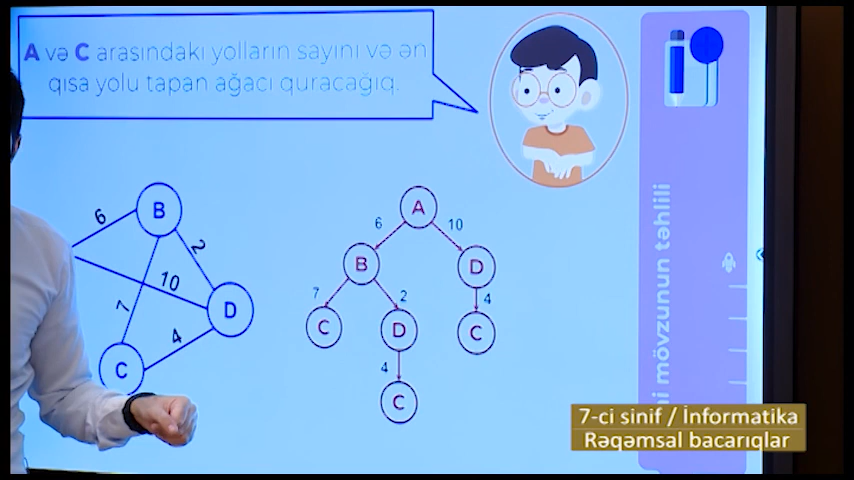 A və C arasındakı yolların sayını və ən
qısa yolu tapan ağacı quracağıq.
6
B
2
10
7
D
4
C
A
6
10
B
D
7
2
4
C
D
C
4
C
mövzunun təhlili
7-ci sinif / İnformatika
Rəqəmsal bacarıqlar